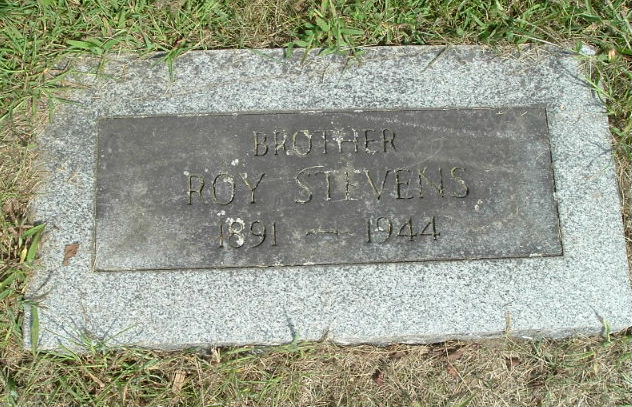 BROTHER
ROY STEVENS
1891 — 1944